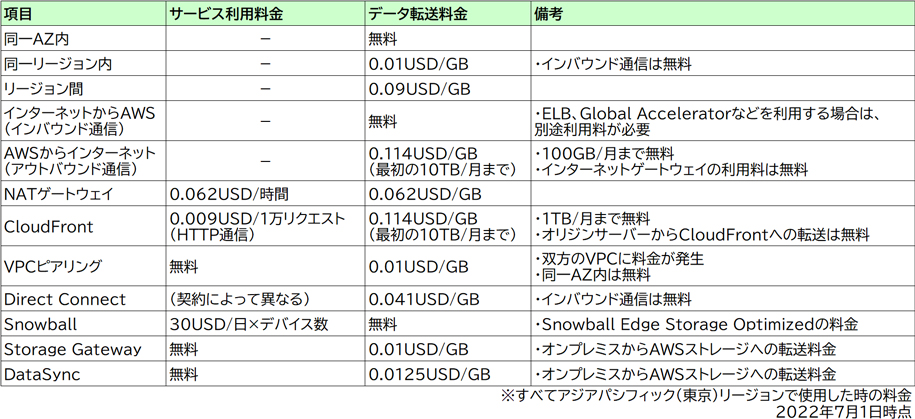 項目 サービス利用料金 データ転送料金 備考
同一AZ内 － 無料
同一リージョン内 － 0.01USD/GB ・インバウンド通信は無料
リージョン間 － 0.09USD/GB
インターネットからAWS
（インバウンド通信） － 無料 ・ELB、Global Acceleratorなどを利用する場合は、
別途利用料が必要
AWSからインターネット
（アウトバウンド通信） － 0.114USD/GB
（最初の10TB/月まで） ・100GB/月まで無料
・インターネットゲートウェイの利用料は無料
NATゲートウェイ 0.062USD/時間 0.062USD/GB
CloudFront 0.009USD/1万リクエスト
（HTTP通信） 0.114USD/GB
（最初の10TB/月まで） ・1TB/月まで無料
・オリジンサーバーからCloudFrontへの転送は無料
VPCピアリング 無料 0.01USD/GB ・双方のVPCに料金が発生
・同一AZ内は無料
Direct Connect （契約によって異なる） 0.041USD/GB ・インバウンド通信は無料
Snowball 30USD/日×デバイス数 無料 ・Snowball Edge Storage Optimizedの料金
Storage Gateway 無料 0.01USD/GB ・オンプレミスからAWSストレージへの転送料金
DataSync 無料 0.0125USD/GB ・オンプレミスからAWSストレージへの転送料金
※すべてアジアパシフィック（東京）リージョンで使用した時の料金
2022年7月1日時点